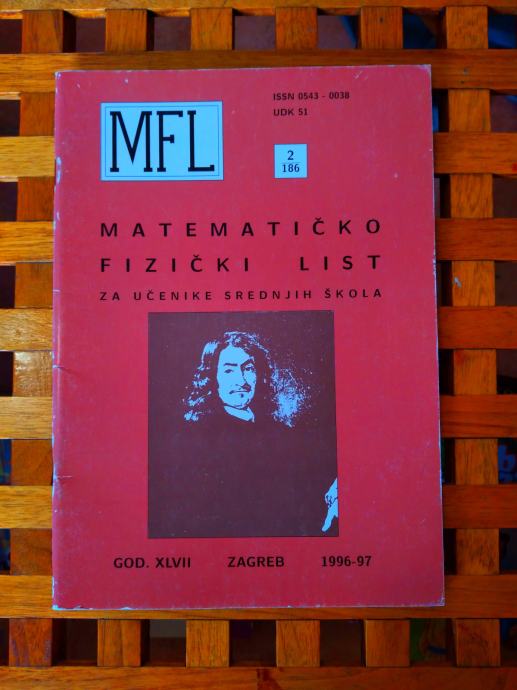 MFL
ISSN 0543 - 0038
UDK 51
2
186
MATEMATIČKO
FIZIČKI LIST
ZA UČENIKE SREDNJIH ŠKOLA
GOD. XLVII ZAGREB 1996-97